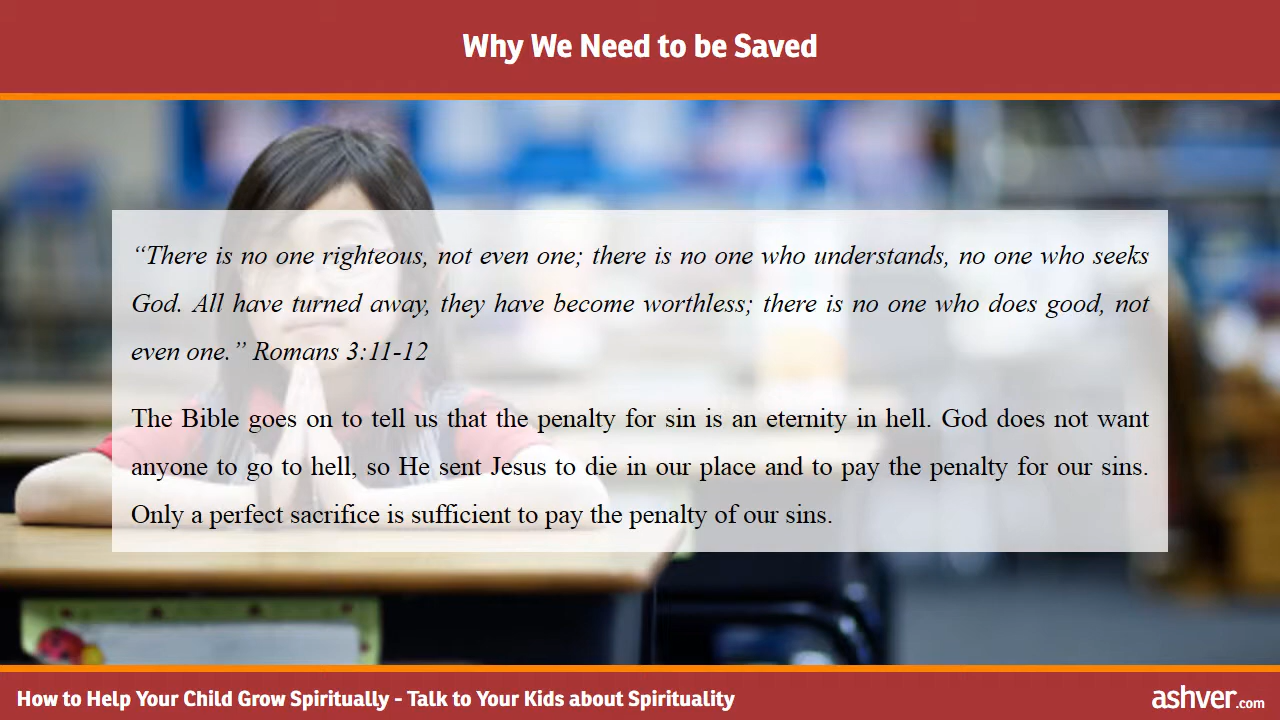 Why We Need to be Saved
“There is no one righteous, not even one; there is no one who understands, no one who seeks
God. All have turned away, they have become worthless; there is no one who does good, not
even one.” Romans 3:11-12
The Bible goes on to tell us that the penalty for sin is an eternity in hell. God does not want
anyone to go to hell, so He sent Jesus to die in our place and to pay the penalty for our sins.
Only a perfect sacrifice is sufficient to pay the penalty of our sins.
How to Help Your Child Grow Spiritually - Talk to Your Kids about Spirituality
ashver.com